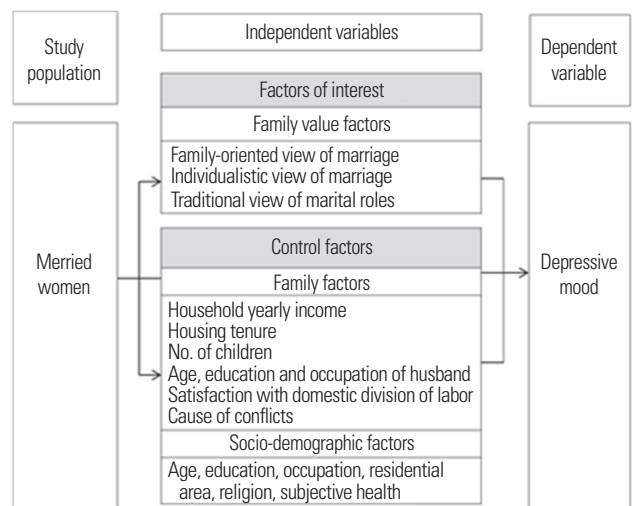 Study
population
Independent variables
Dependent
variable
Factors of interest
Family value factors
Family-oriented view of marriage
Individualistic view of marriage
Traditional view of marital roles
Merried
women
Control factors
Family factors
Household yearly income
Housing tenure
No. of children
Age, education and occupation of husband
Satisfaction with domestic division of labor
Cause of conflicts
Socio-demographic factors
Age, education, occupation, residential
area, religion, subjective health
Depressive
mood